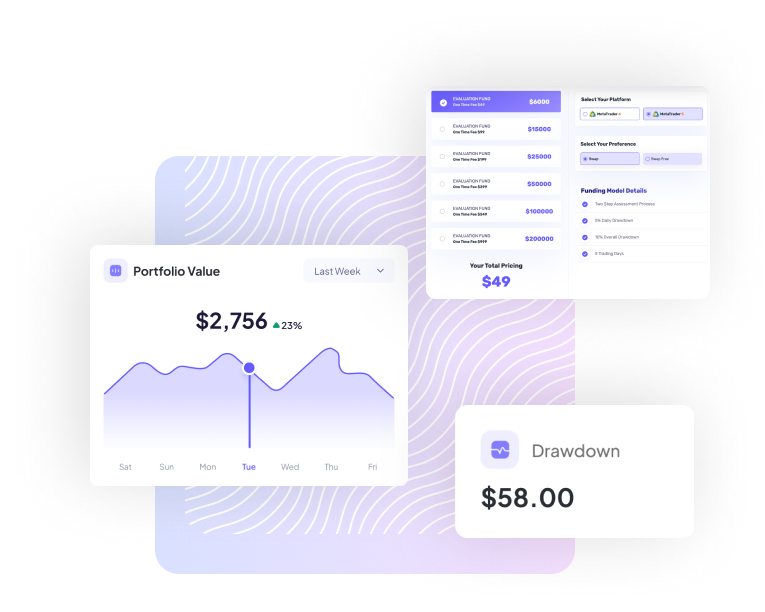 EVALUATION FUND
One Time Fee $49
$6000
EVALUATION FUND
One Time Fee $99
$15000
EVALUATION FUND
One Time Fee $199
$25000
EVALUATION FUND
One Time Fee $299
$50000
EVALUATION FUND
One Time Fee $549
$100000
EVALUATION FUND
One Time Fee $999
$200000
Your Total Pricing
$49
Select Your Platform
MetaTrader
MetaTrader
Select Your Preference
Swap
Swap Free
Funding Model Details
Two Step Assessment Process
5% Daily Drawdown
10% Overall Drawdown
5 Trading Days
Portfolio Value
Last Week
$2,756 23%
Sat Sun Mon Tue Wed Thu Fri
Drawdown
$58.00